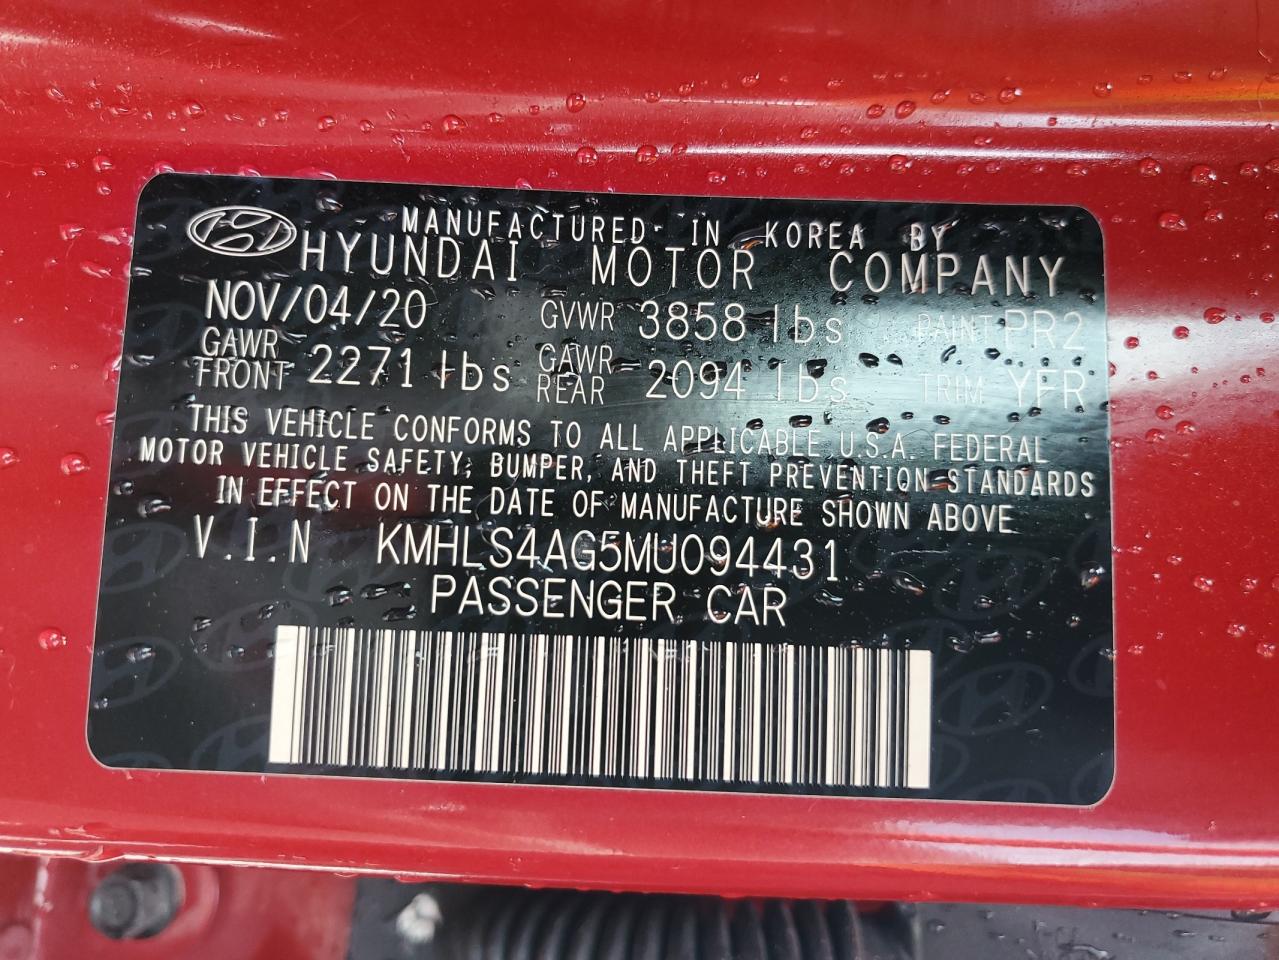 MANUFACTURED IN KOREA BY
HYUNDAI MOTOR COMPANY
NOV/04/20 GVWR 3858 lbs PAINT PR2
GAWR FRONT 2271 lbs GAWR REAR 2094 lbs TRIM YFR
THIS VEHICLE CONFORMS TO ALL APPLICABLE U.S.A. FEDERAL
MOTOR VEHICLE SAFETY, BUMPER, AND THEFT PREVENTION STANDARDS
IN EFFECT ON THE DATE OF MANUFACTURE SHOWN ABOVE
V.I.N KMHLS4AG5MU094431
PASSENGER CAR